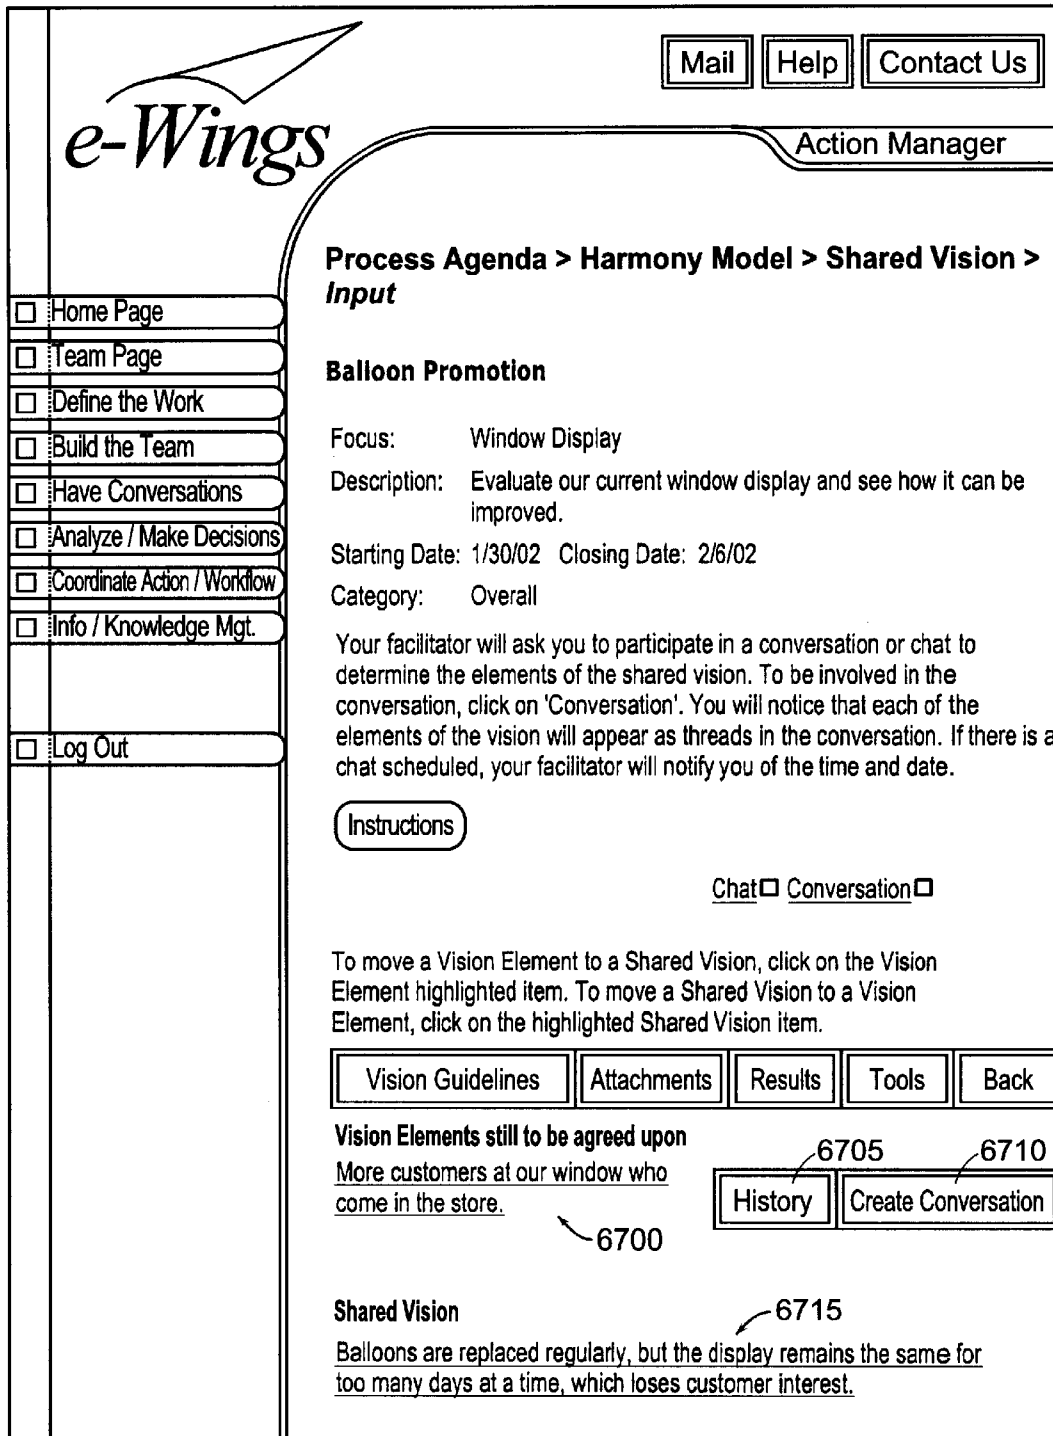 Mail Help Contact Us
e-Wings
Action Manager
Process Agenda > Harmony Model > Shared Vision >
Input
Home Page
Team Page
Define the Work
Build the Team
Have Conversations
Analyze / Make Decisions
Coordinate Action / Workflow
Info / Knowledge Mgt.
Log Out
Balloon Promotion
Focus: Window Display
Description: Evaluate our current window display and see how it can be
improved.
Starting Date: 1/30/02 Closing Date: 2/6/02
Category: Overall
Your facilitator will ask you to participate in a conversation or chat to
determine the elements of the shared vision. To be involved in the
conversation, click on 'Conversation'. You will notice that each of the
elements of the vision will appear as threads in the conversation. If there is a
chat scheduled, your facilitator will notify you of the time and date.
Instructions
Chat Conversation
To move a Vision Element to a Shared Vision, click on the Vision
Element highlighted item. To move a Shared Vision to a Vision
Element, click on the highlighted Shared Vision item.
Vision Guidelines Attachments Results Tools Back
Vision Elements still to be agreed upon
More customers at our window who
come in the store.
6705 6710
History Create Conversation
6700
Shared Vision
6715
Balloons are replaced regularly, but the display remains the same for
too many days at a time, which loses customer interest.